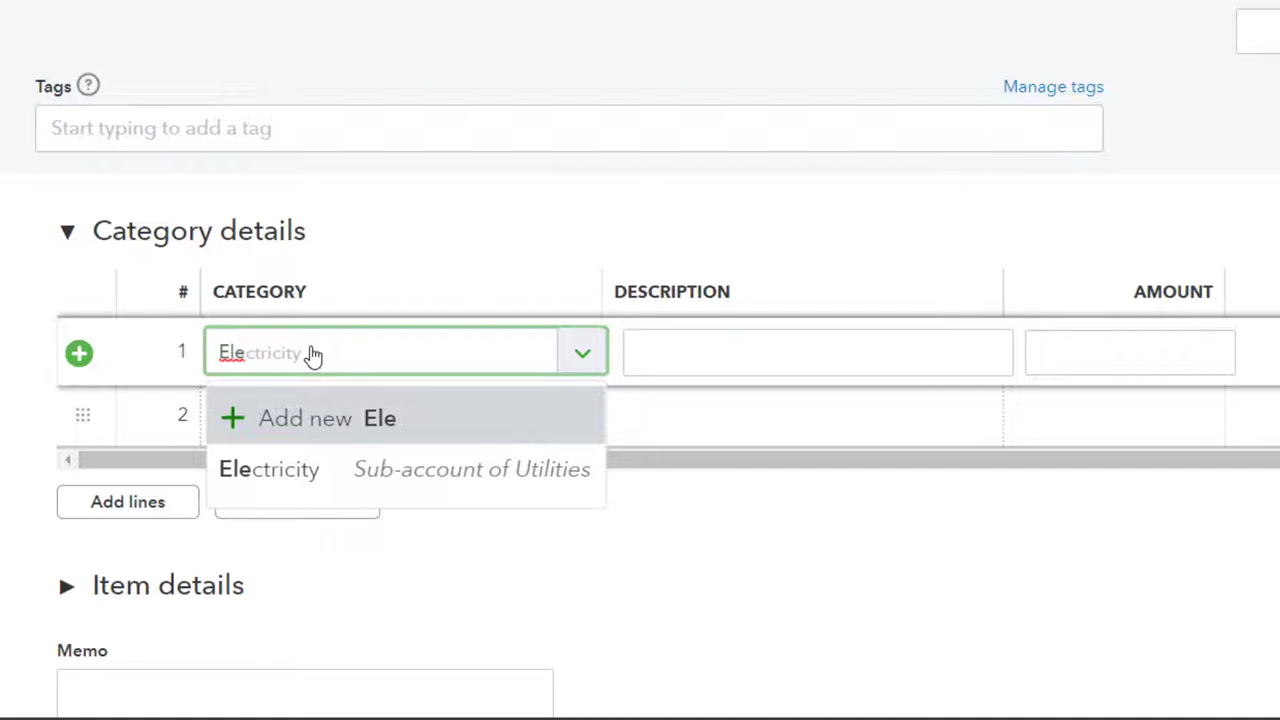 Tags ?
Manage tags
Start typing to add a tag
Category details
# CATEGORY DESCRIPTION AMOUNT
1 Electricity
2
Add new Ele
Electricity Sub-account of Utilities
Add lines
Item details
Memo